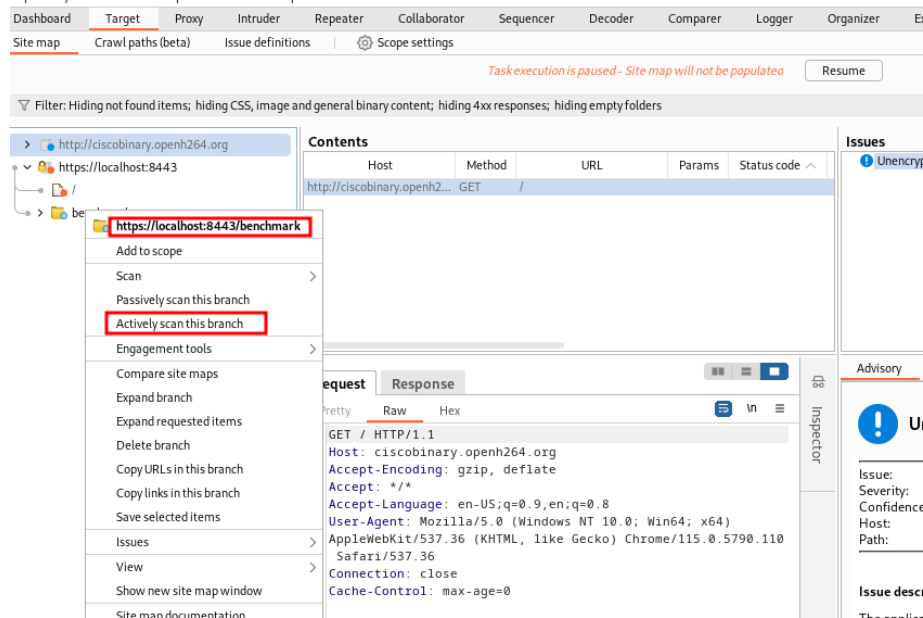 Dashboard Target Proxy Intruder Repeater Collaborator Sequencer Decoder Comparer Logger Organizer
Site map Crawl paths (beta) Issue definitions Scope settings
Task execution is paused - Site map will not be populated Resume
Filter: Hiding not found items; hiding CSS, image and general binary content; hiding 4xx responses; hiding empty folders
http://ciscobinary.openh264.org
https://localhost:8443
/
be
https://localhost:8443/benchmark
Add to scope
Scan
Passively scan this branch
Actively scan this branch
Engagement tools
Compare site maps
Expand branch
Expand requested items
Delete branch
Copy URLs in this branch
Copy links in this branch
Save selected items
Issues
View
Show new site map window
Site map documentation
Contents
Host Method URL Params Status code
http://ciscobinary.openh2... GET /
equest Response
retty Raw Hex \n
GET / HTTP/1.1
Host: ciscobinary.openh264.org
Accept-Encoding: gzip, deflate
Accept: */*
Accept-Language: en-US;q=0.9,en;q=0.8
User-Agent: Mozilla/5.0 (Windows NT 10.0; Win64; x64)
AppleWebKit/537.36 (KHTML, like Gecko) Chrome/115.0.5790.110
Safari/537.36
Connection: close
Cache-Control: max-age=0
Inspector
Issues
Unencryp
Advisory
Issue:
Severity:
Confidence
Host:
Path:
Issue descr